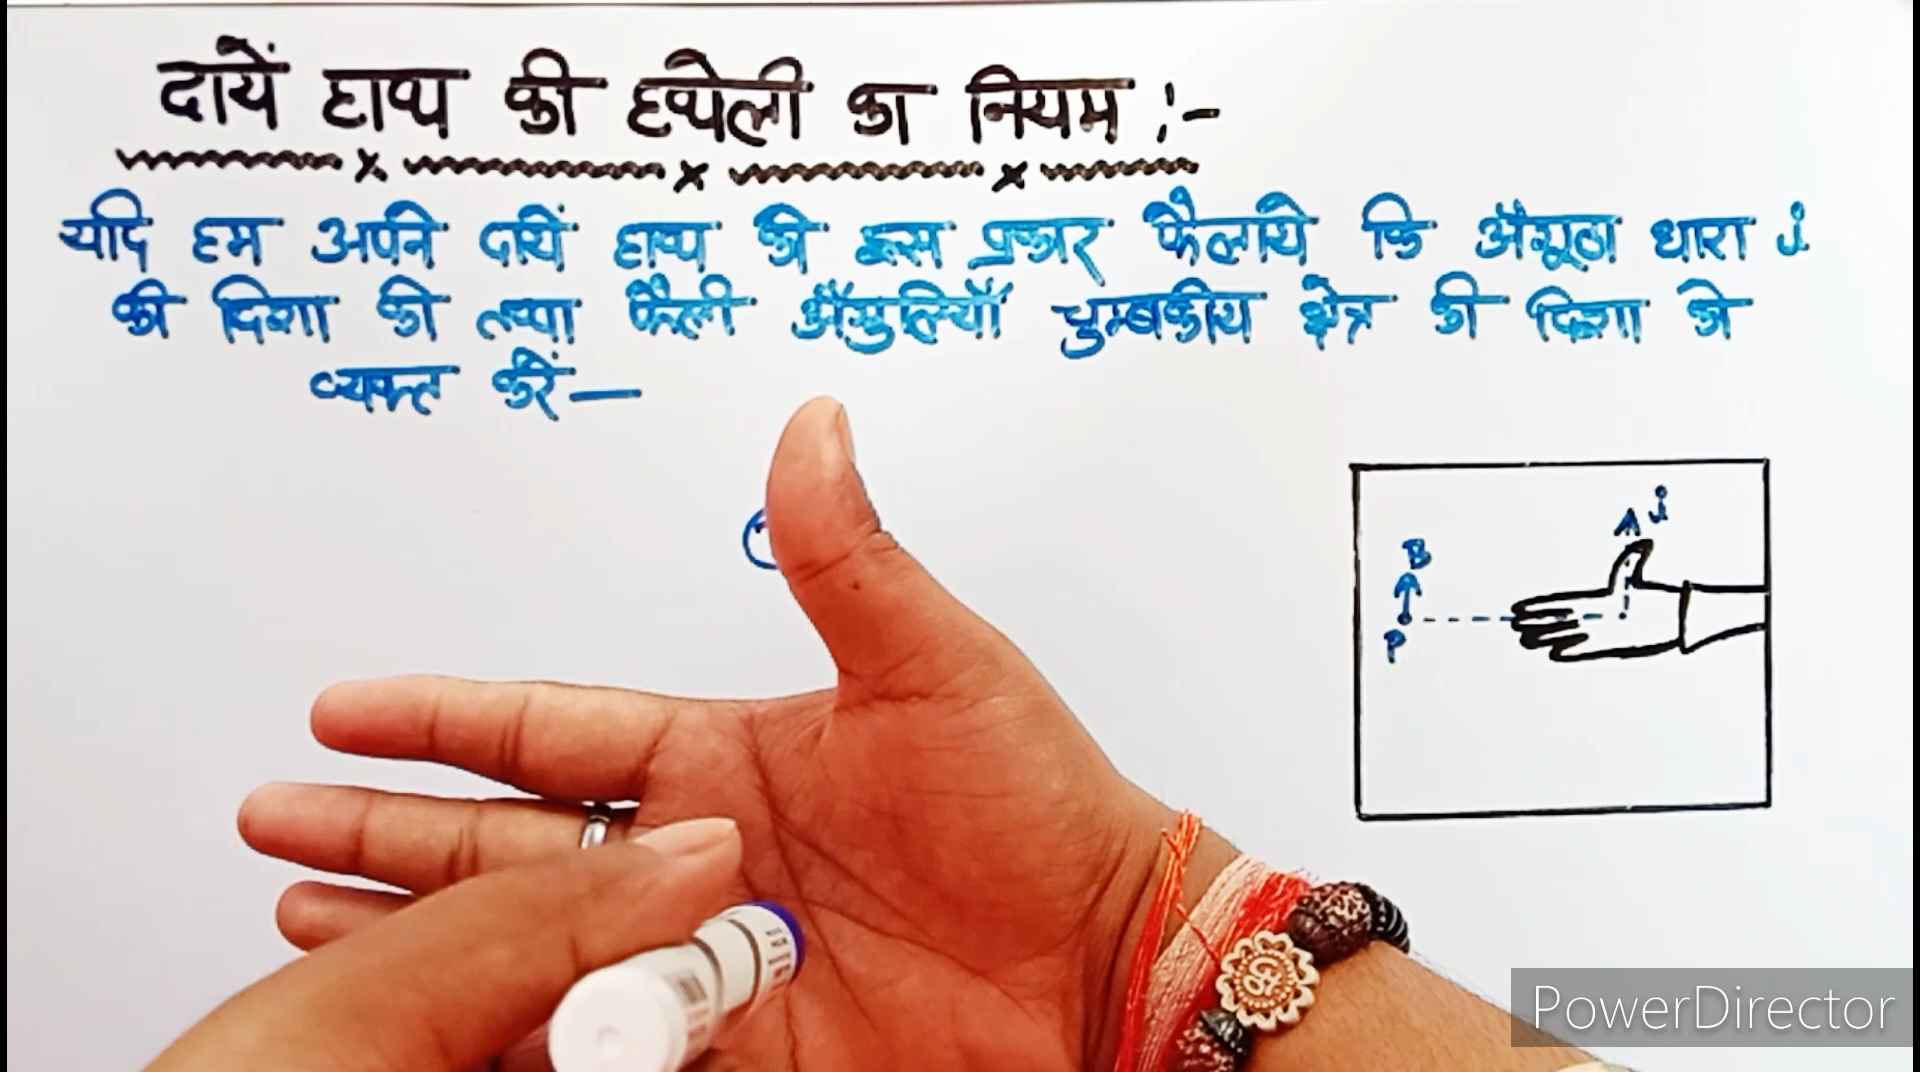 दायें हाथ की हथेली का नियम :-
यदि हम अपने दायें हाथ को इस प्रकार फैलाये कि अँगूठा धारा i
की दिशा को तथा फैली अँगुलियाँ चुम्बकीय क्षेत्र की दिशा को
व्यक्त करें—
i
B
P
PowerDirector